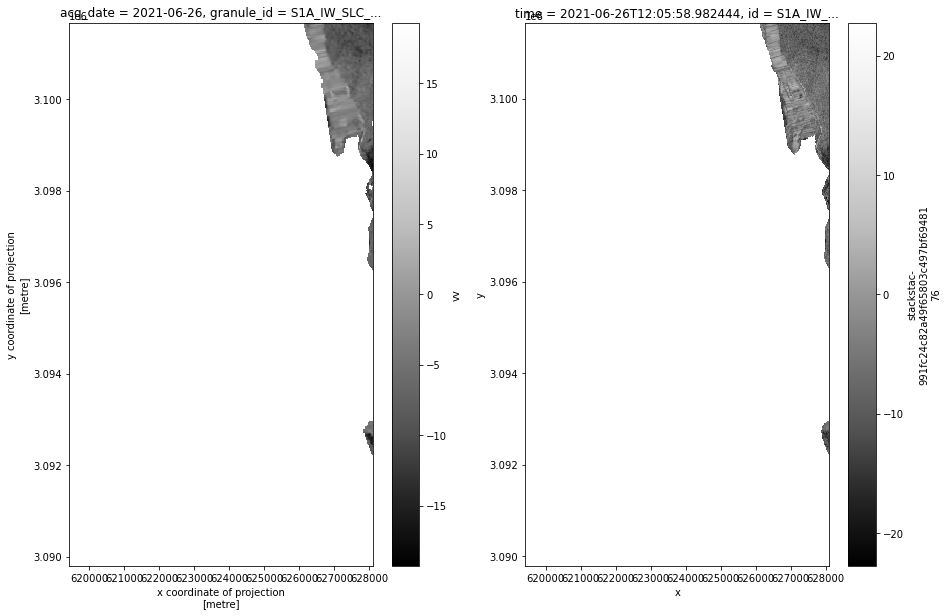 acq_date = 2021-06-26, granule_id = S1A_IW_SLC_...
1e6
3.100
3.098
3.096
3.094
3.092
3.090
y coordinate of projection
[metre]
620000 621000 622000 623000 624000 625000 626000 627000 628000
x coordinate of projection
[metre]
15
10
5
0
−5
−10
−15
vv
time = 2021-06-26T12:05:58.982444, id = S1A_IW_...
1e6
3.100
3.098
3.096
3.094
3.092
3.090
y
620000 621000 622000 623000 624000 625000 626000 627000 628000
x
20
10
0
−10
−20
stackstac-
991fc24c82a49f65803c497bf69481
76